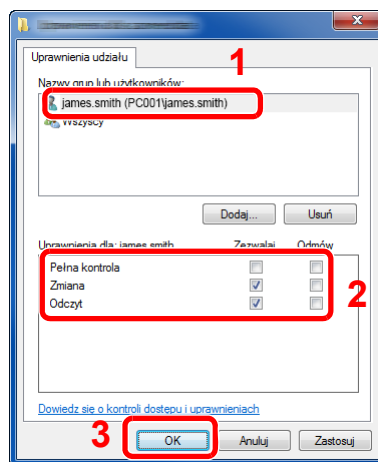 Uprawnienia udziału
1
Nazwy grup lub użytkowników:
james.smith (PC001\james.smith)
Wszyscy
Dodaj...
Usuń
Uprawnienia dla: james.smith
Zezwalaj
Odmów
Pełna kontrola
Zmiana
Odczyt
2
Dowiedz się o kontroli dostępu i uprawnieniach
3
OK
Anuluj
Zastosuj